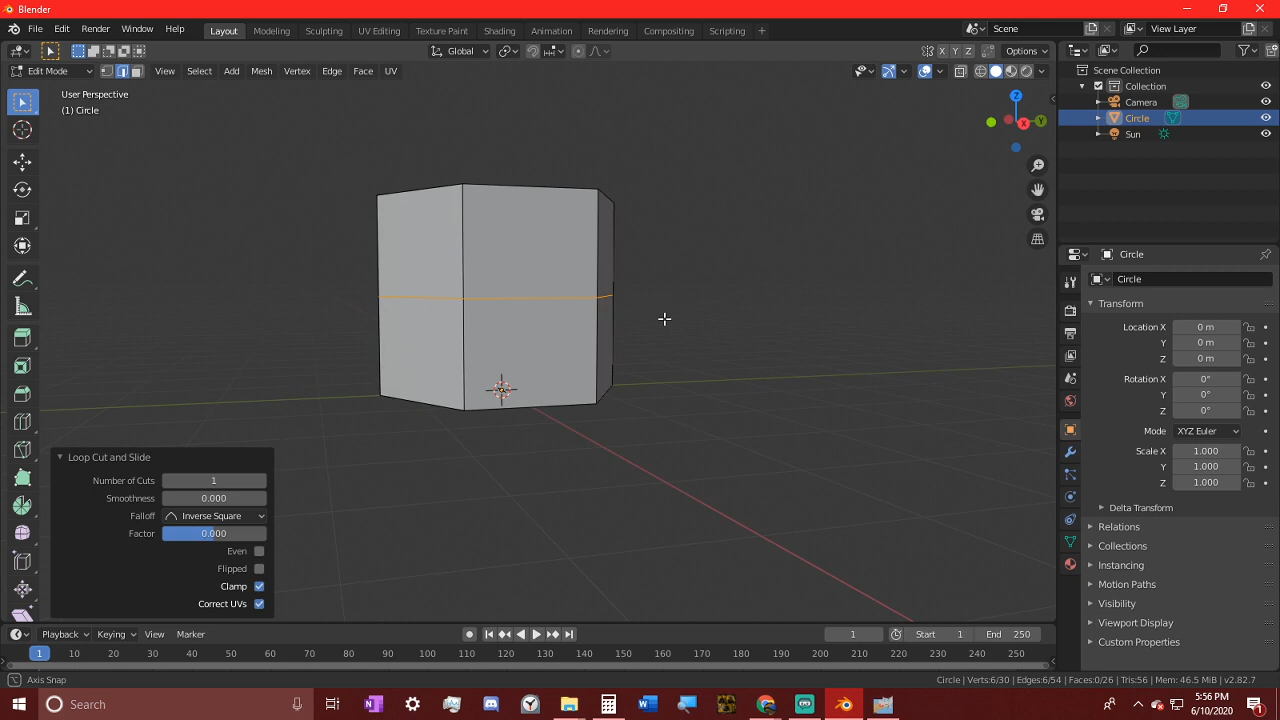 File Edit Render Window Help Layout Modeling Sculpting UV Editing Texture Paint Shading Animation Rendering Compositing Scripting + Scene View Layer
Global X Y Z Options
Edit Mode View Select Add Mesh Vertex Edge Face UV
User Perspective
(1) Circle
Z
Y
X
Scene Collection
Collection
Camera
Circle
Sun
Circle
Circle
Transform
Location X 0 m
Y 0 m
Z 0 m
Rotation X 0°
Y 0°
Z 0°
Mode XYZ Euler
Scale X 1.000
Y 1.000
Z 1.000
Delta Transform
Relations
Collections
Instancing
Motion Paths
Visibility
Viewport Display
Custom Properties
Loop Cut and Slide
Number of Cuts 1
Smoothness 0.000
Falloff Inverse Square
Factor 0.000
Even
Flipped
Clamp
Correct UVs
Playback Keying View Marker 1 Start 1 End 250
1 10 20 30 40 50 60 70 80 90 100 110 120 130 140 150 160 170 180 190 200 210 220 230 240 250
Axis Snap Circle | Verts:6/30 | Edges:6/54 | Faces:0/26 | Tris:56 | Mem: 46.5 MiB | v2.82.7
Search
5:56 PM
6/10/2020